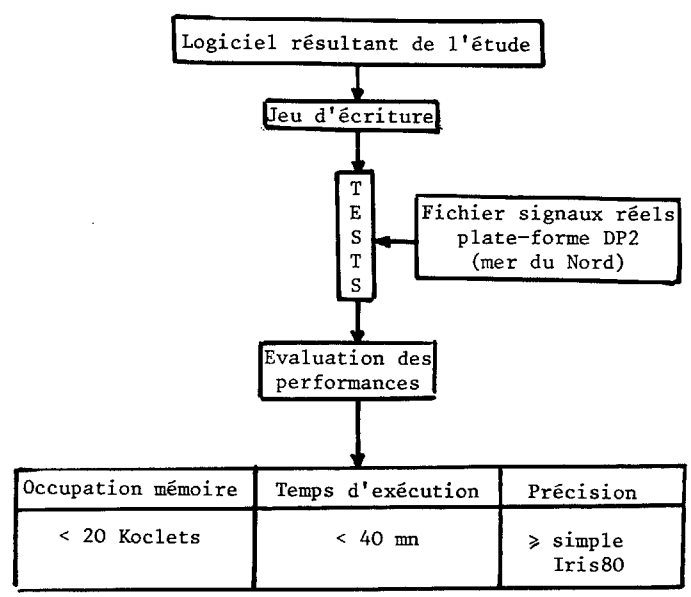 Logiciel résultant de l'étude
Jeu d'écriture
T
E
S
T
S
Fichier signaux réels
plate-forme DP2
(mer du Nord)
Evaluation des
performances
Occupation mémoire
Temps d'exécution
Précision
< 20 Koclets
< 40 mn
⩾ simple
Iris80